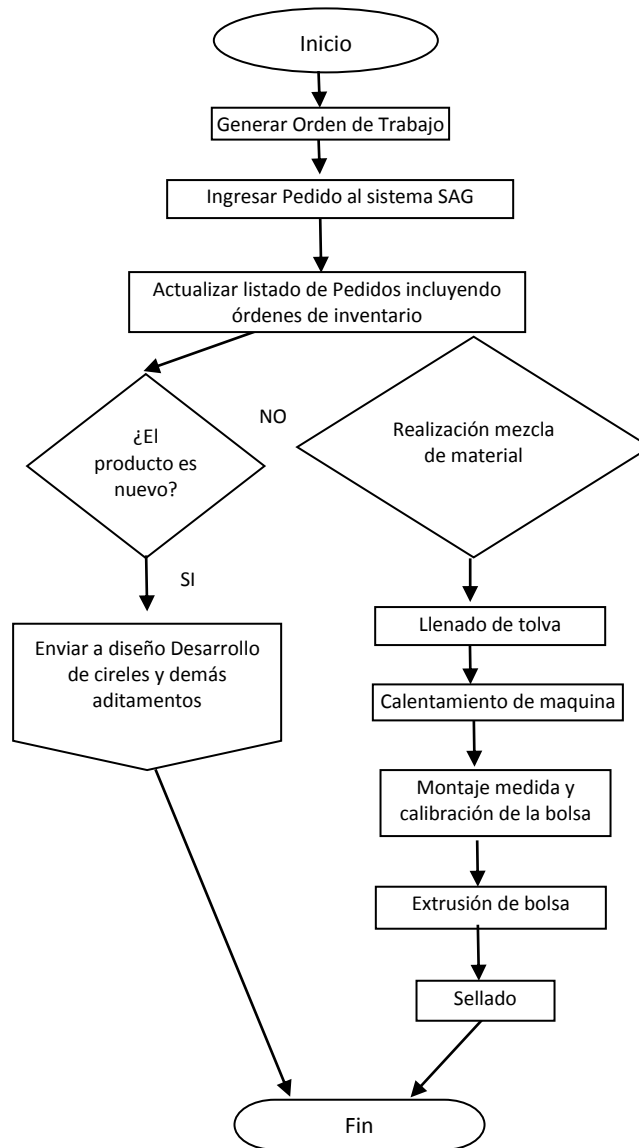 Inicio
Generar Orden de Trabajo
Ingresar Pedido al sistema SAG
Actualizar listado de Pedidos incluyendo
órdenes de inventario
¿El
producto es
nuevo?
NO
Realización mezcla
de material
SI
Enviar a diseño Desarrollo
de cireles y demás
aditamentos
Llenado de tolva
Calentamiento de maquina
Montaje medida y
calibración de la bolsa
Extrusión de bolsa
Sellado
Fin